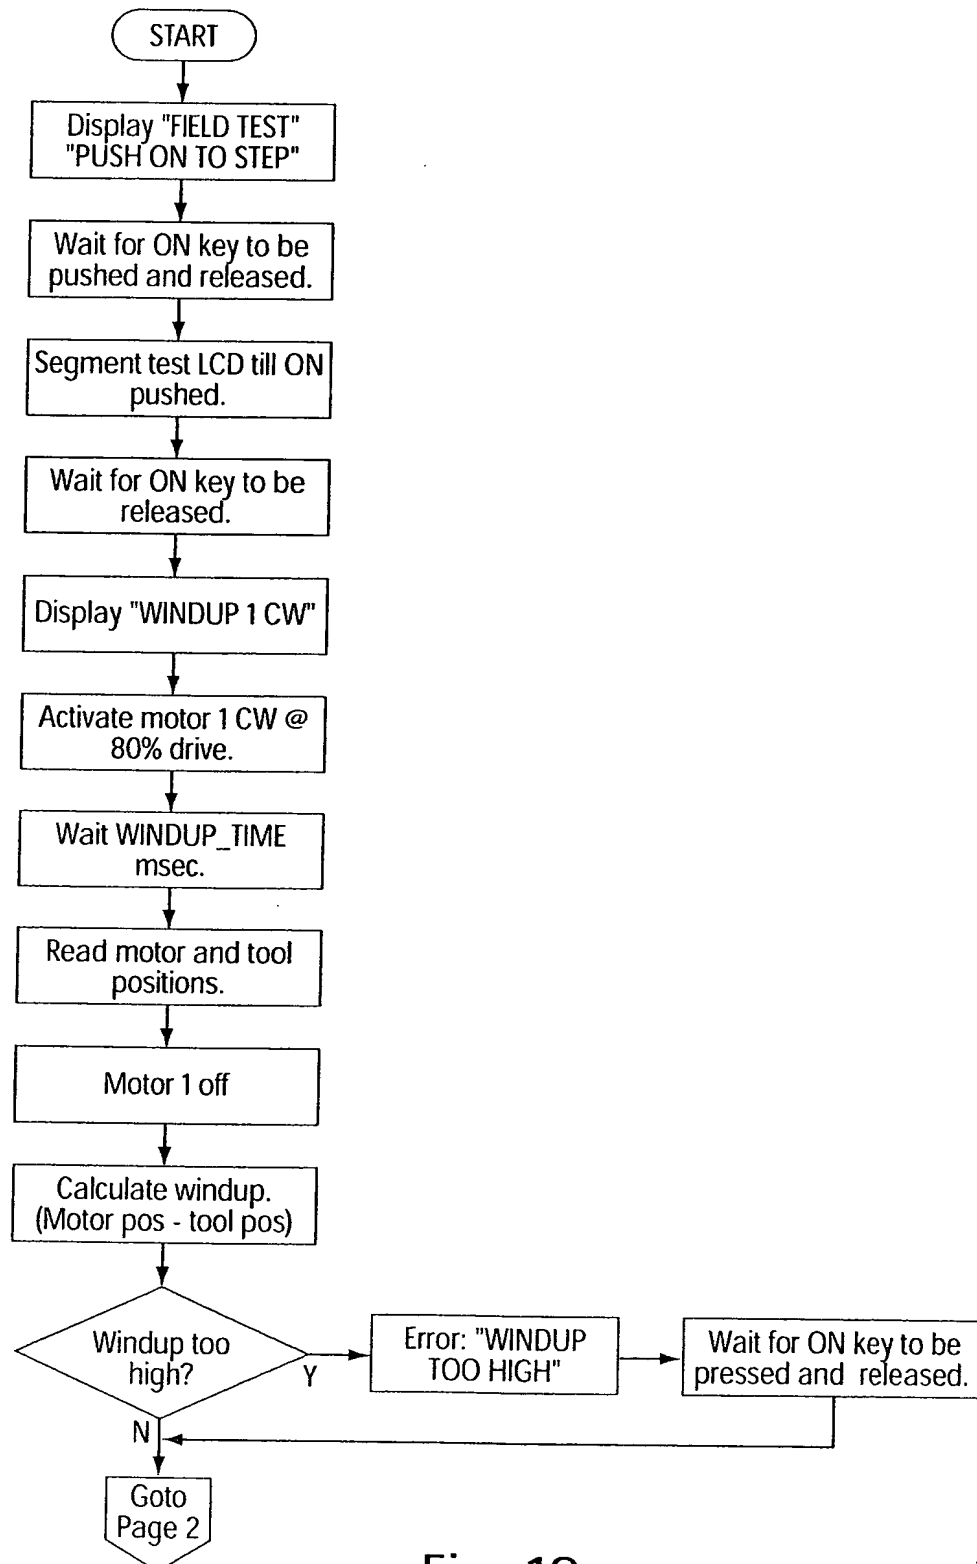 START
Display "FIELD TEST"
"PUSH ON TO STEP"
Wait for ON key to be
pushed and released.
Segment test LCD till ON
pushed.
Wait for ON key to be
released.
Display "WINDUP 1 CW"
Activate motor 1 CW @
80% drive.
Wait WINDUP_TIME
msec.
Read motor and tool
positions.
Motor 1 off
Calculate windup.
(Motor pos - tool pos)
Windup too
high?
Y
Error: "WINDUP
TOO HIGH"
Wait for ON key to be
pressed and released.
N
Goto
Page 2